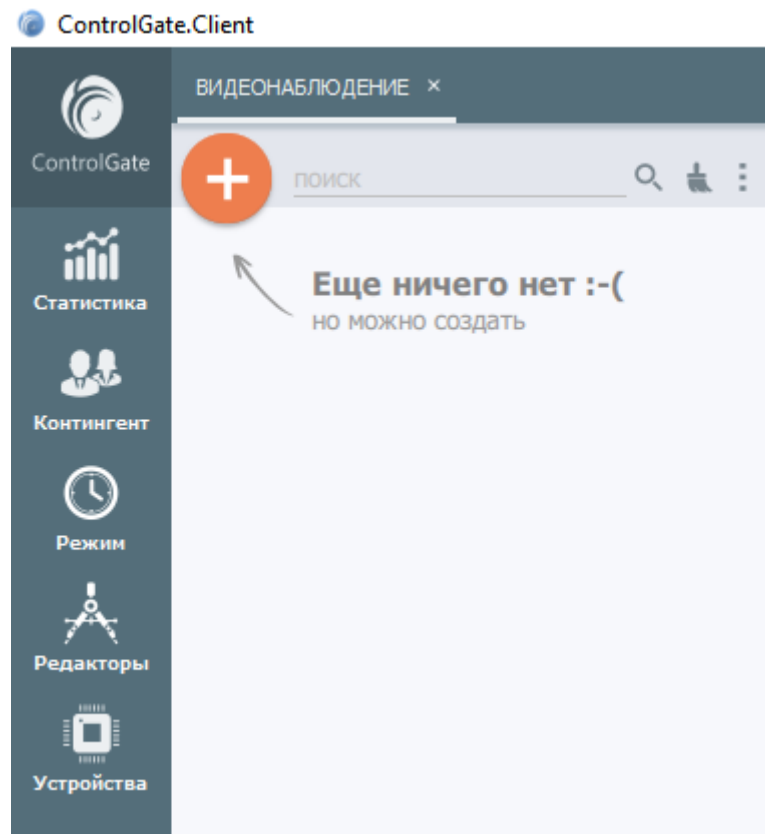 ControlGate.Client
ControlGate
ВИДЕОНАБЛЮДЕНИЕ ×
поиск
Еще ничего нет :-(
но можно создать
Статистика
Контингент
Режим
Редакторы
Устройства